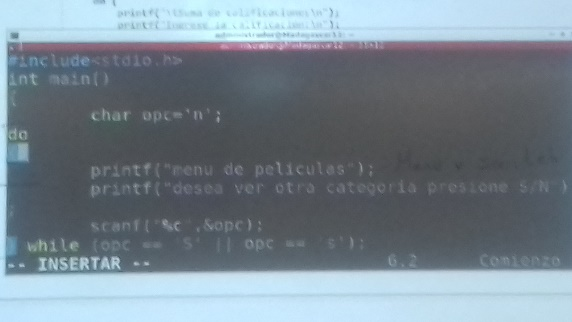 printf("\Suma de calificaciones\n");
printf("Ingrese la calificacion:\n");
#include<stdio.h>
int main()
{
char opc='n';
do
{
printf("menu de peliculas");
printf("desea ver otra categoria presione S/N")
;
scanf("%c",&opc);
} while (opc == 'S' || opc == 's');
-- INSERTAR -- 6.2 Comienzo